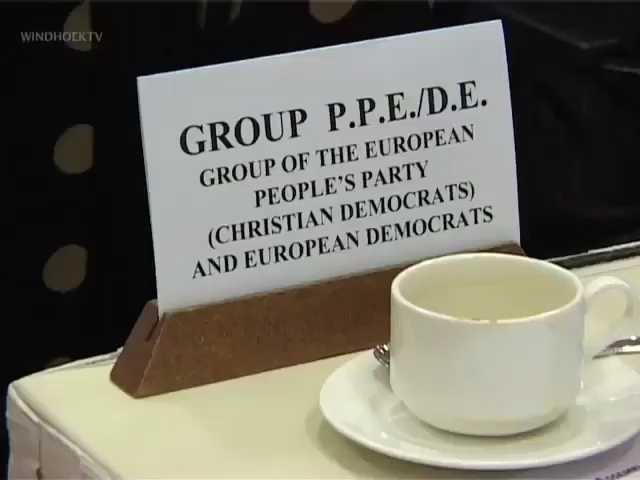 WINDHOEKTV
GROUP P.P.E./D.E.
GROUP OF THE EUROPEAN
PEOPLE'S PARTY
(CHRISTIAN DEMOCRATS)
AND EUROPEAN DEMOCRATS